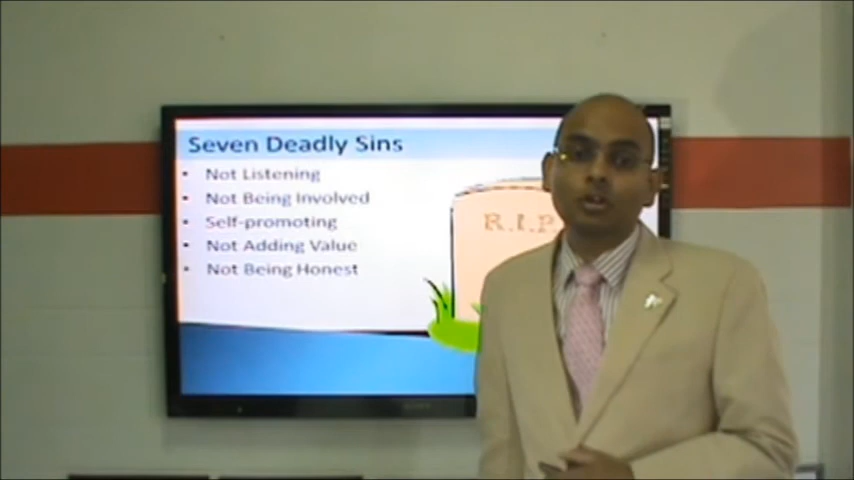 Seven Deadly Sins
• Not Listening
• Not Being Involved
• Self-promoting
• Not Adding Value
• Not Being Honest
R.I.P.